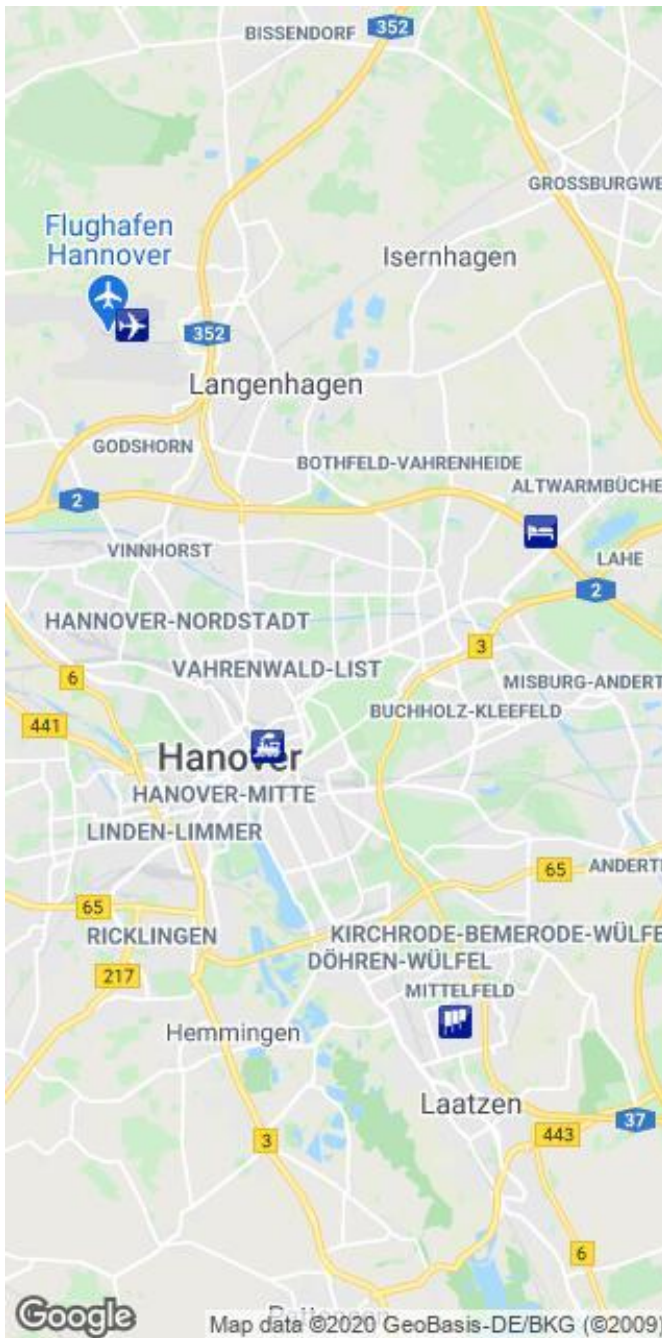 352
BISSENDORF
GROSSBURGWE
Flughafen
Hannover
Isernhagen
352
Langenhagen
GODSHORN
BOTHFELD-VAHRENHEIDE
ALTWARMBÜCHE
2
VINNHORST
LAHE
2
HANNOVER-NORDSTADT
3
VAHRENWALD-LIST
6
MISBURG-ANDERT
BUCHHOLZ-KLEEFELD
441
Hanover
HANOVER-MITTE
LINDEN-LIMMER
65
ANDERTE
65
RICKLINGEN
KIRCHRODE-BEMERODE-WÜLFE
DÖHREN-WÜLFEL
217
MITTELFELD
Hemmingen
Laatzen
37
3
443
6
Google
Map data ©2020 GeoBasis-DE/BKG (©2009)